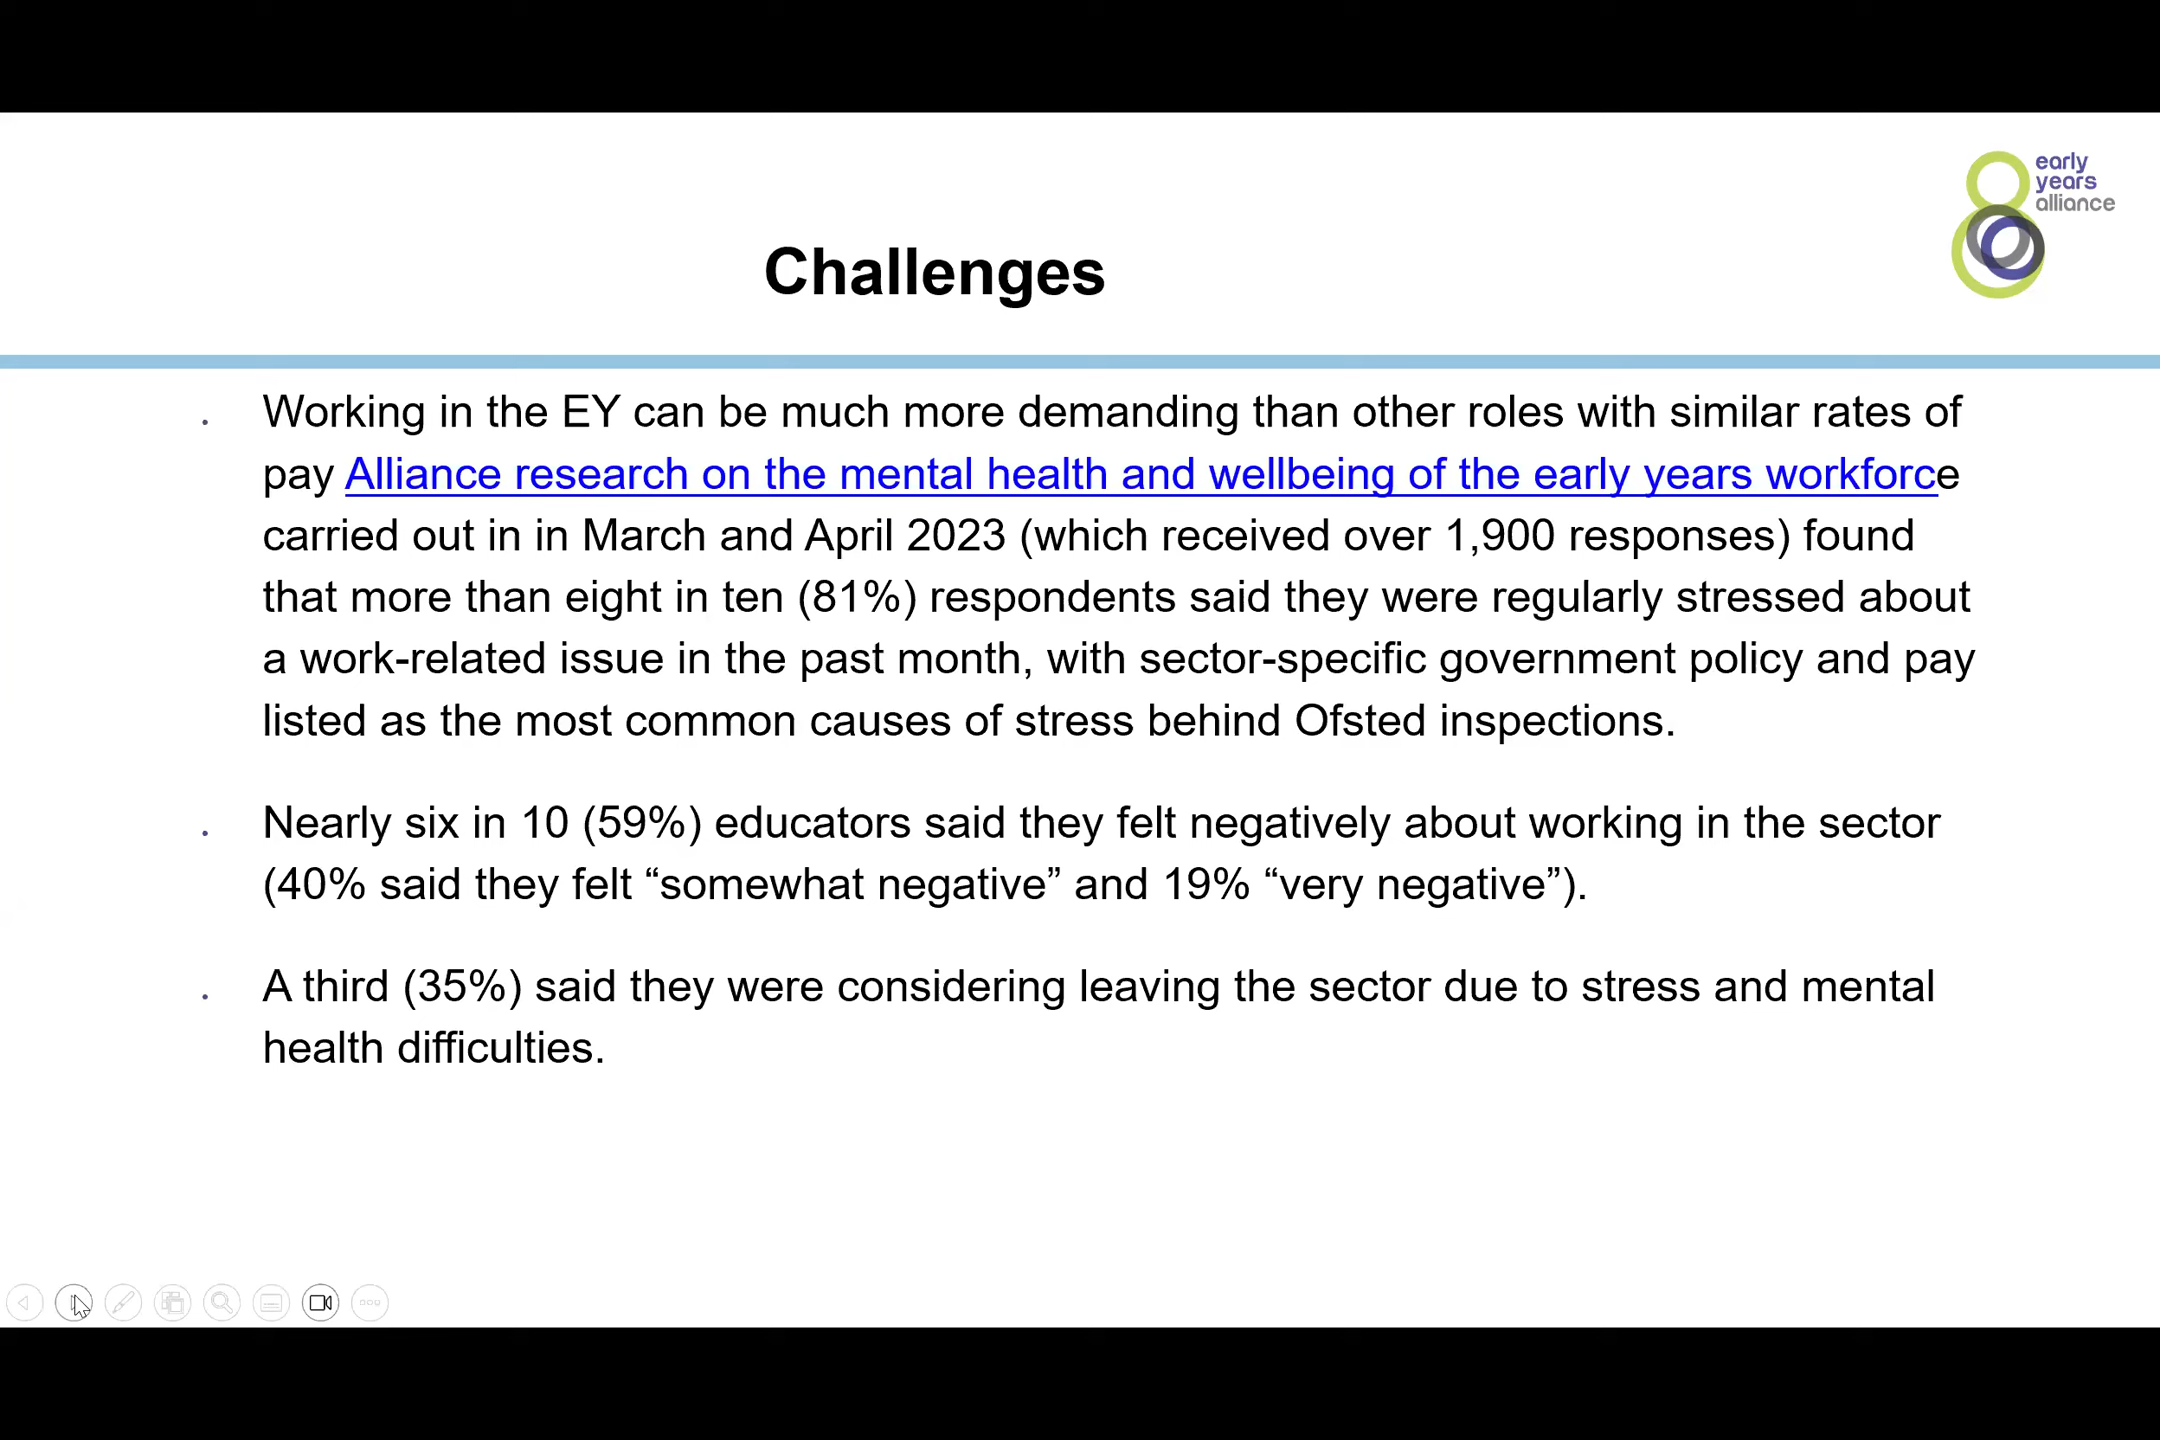 early
years
alliance
Challenges
Working in the EY can be much more demanding than other roles with similar rates of
pay Alliance research on the mental health and wellbeing of the early years workforce
carried out in in March and April 2023 (which received over 1,900 responses) found
that more than eight in ten (81%) respondents said they were regularly stressed about
a work-related issue in the past month, with sector-specific government policy and pay
listed as the most common causes of stress behind Ofsted inspections.
Nearly six in 10 (59%) educators said they felt negatively about working in the sector
(40% said they felt “somewhat negative” and 19% “very negative”).
A third (35%) said they were considering leaving the sector due to stress and mental
health difficulties.